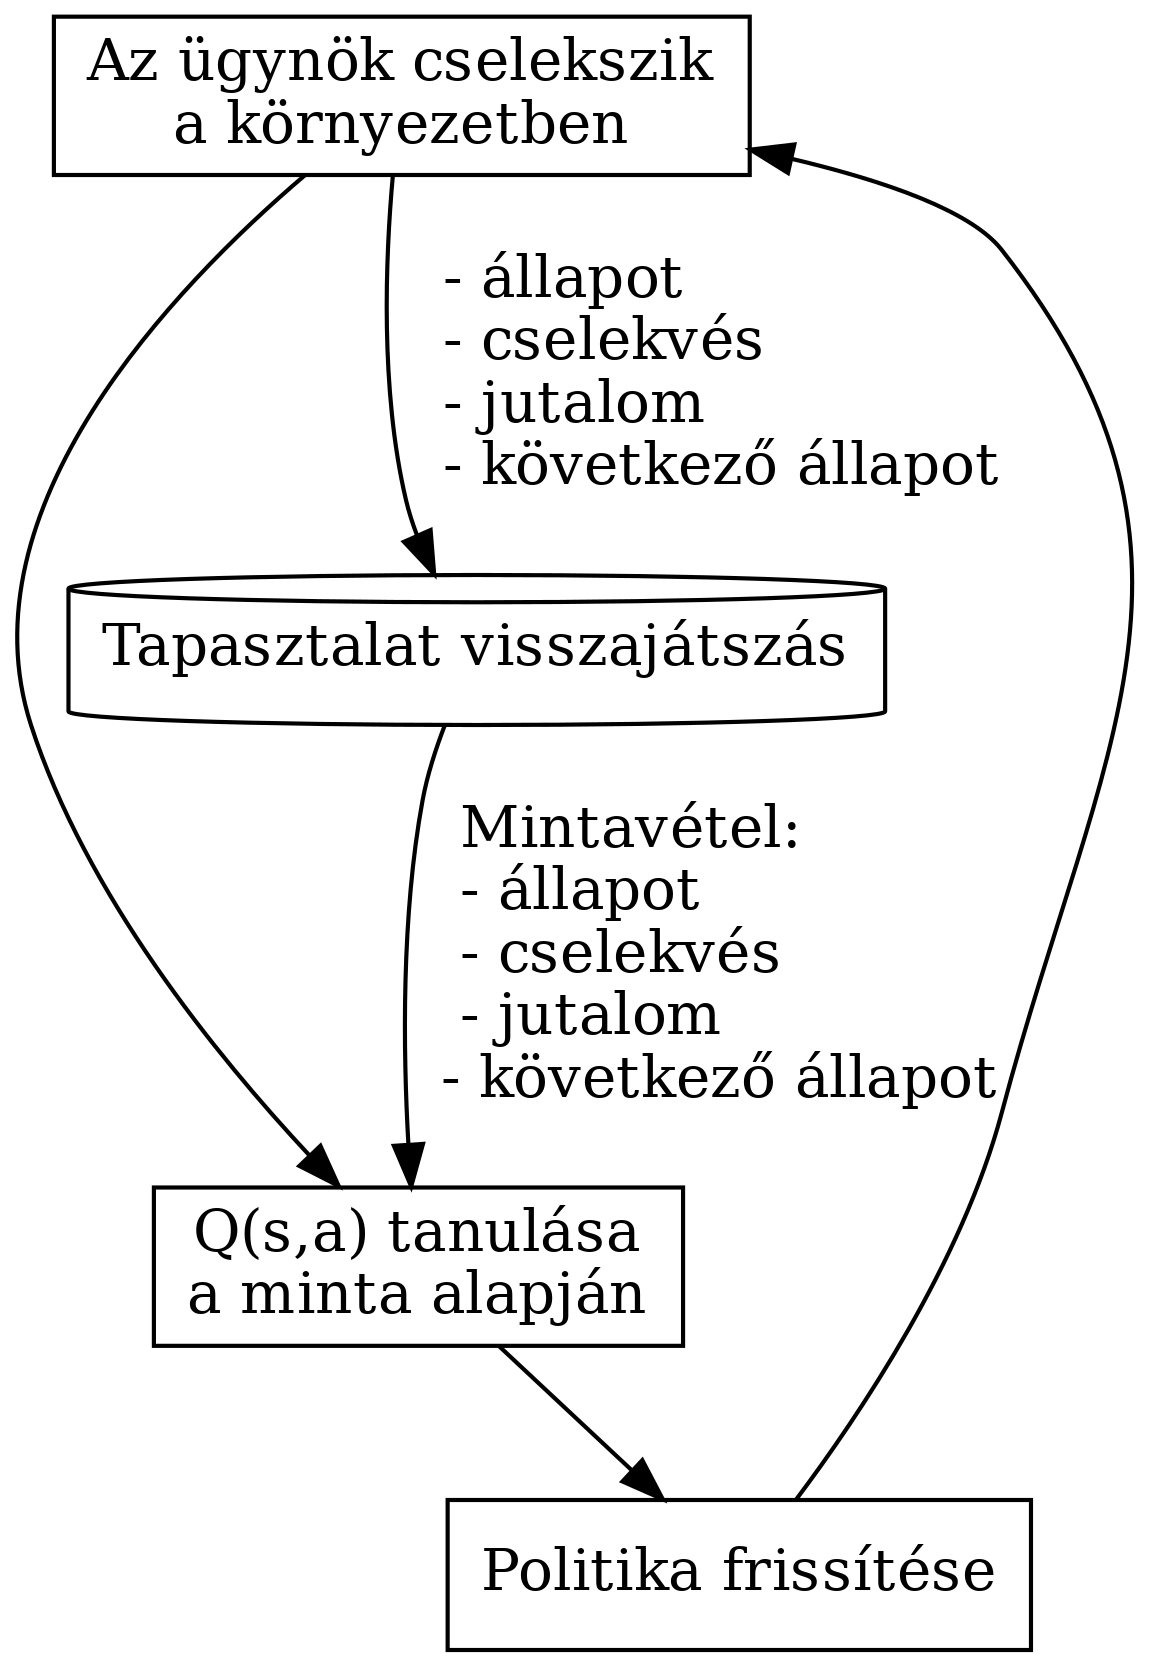 Az ügynök cselekszik
a környezetben
- állapot
- cselekvés
- jutalom
- következő állapot
Tapasztalat visszajátszás
Mintavétel:
- állapot
- cselekvés
- jutalom
- következő állapot
Q(s,a) tanulása
a minta alapján
Politika frissítése